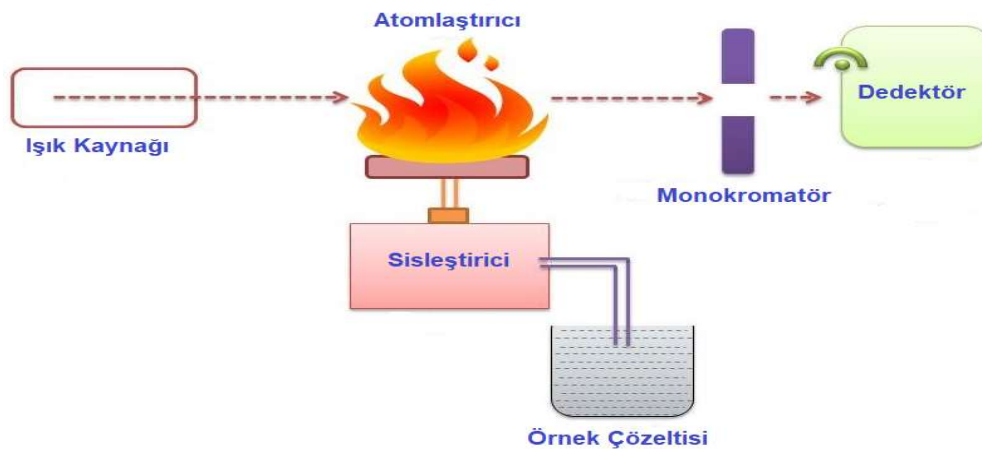 Atomlaştırıcı
Işık Kaynağı
Dedektör
Monokromatör
Sisleştirici
Örnek Çözeltisi